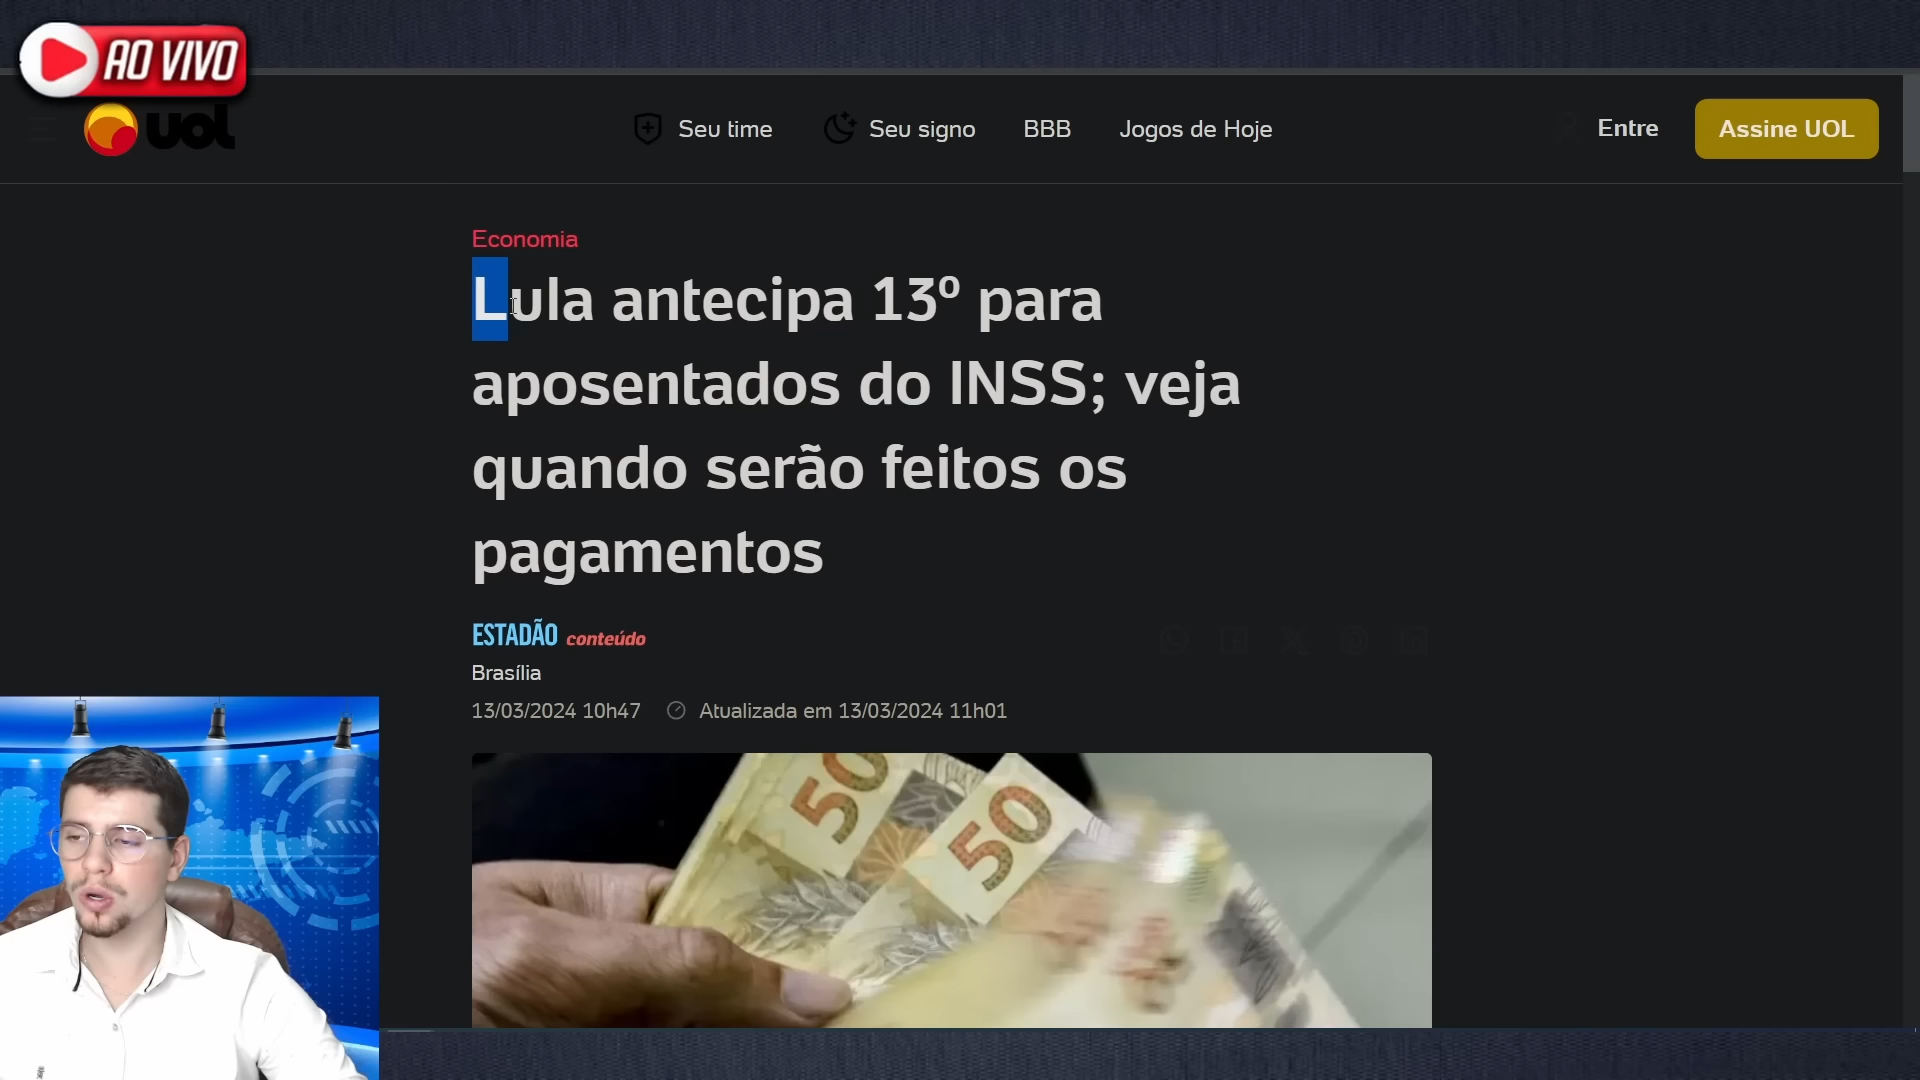 AO VIVO
uol
Seu time
Seu signo
BBB
Jogos de Hoje
Entre
Assine UOL
Economia
Lula antecipa 13º para
aposentados do INSS; veja
quando serão feitos os
pagamentos
ESTADÃO conteúdo
Brasília
13/03/2024 10h47
Atualizada em 13/03/2024 11h01
50
50